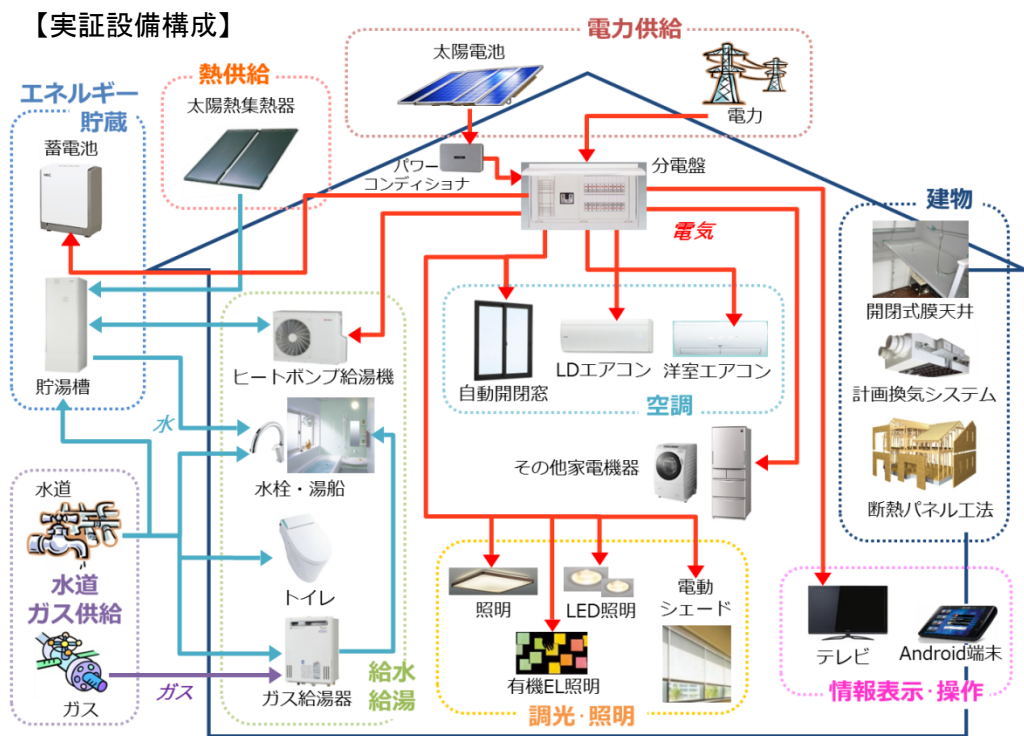 【実証設備構成】
電力供給
太陽電池
電力
熱供給
太陽熱集熱器
エネルギー
貯蔵
蓄電池
パワー
コンディショナ
分電盤
電気
建物
開閉式膜天井
計画換気システム
断熱パネル工法
貯湯槽
ヒートポンプ給湯機
自動開閉窓
LDエアコン
洋室エアコン
空調
水
水栓・湯船
その他家電機器
水道
水道
ガス供給
トイレ
ガス
ガス
ガス給湯器
給水
給湯
照明
LED照明
電動
シェード
有機EL照明
調光・照明
テレビ
Android端末
情報表示・操作